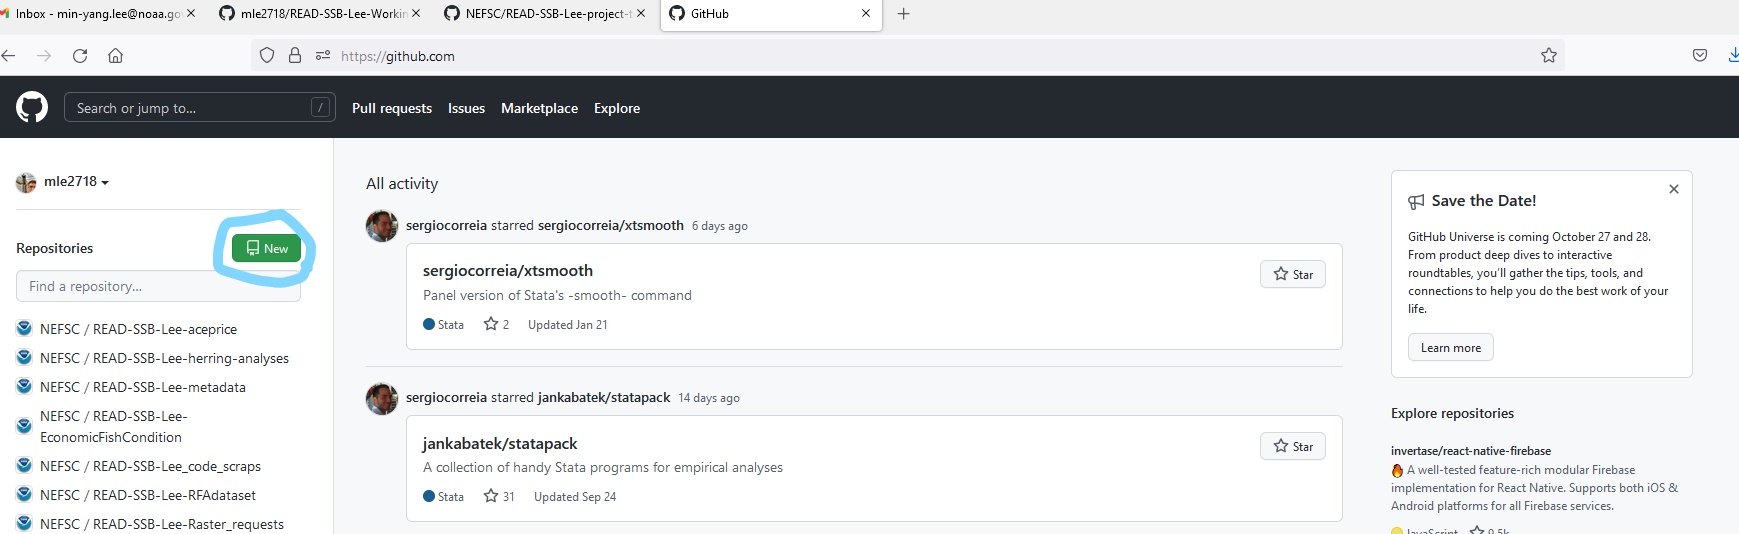 Inbox - min-yang.lee@noaa.gov
mle2718/READ-SSB-Lee-Workin
NEFSC/READ-SSB-Lee-project-t
GitHub
https://github.com
Search or jump to...
/
Pull requests
Issues
Marketplace
Explore
mle2718
Repositories
New
Find a repository...
NEFSC / READ-SSB-Lee-aceprice
NEFSC / READ-SSB-Lee-herring-analyses
NEFSC / READ-SSB-Lee-metadata
NEFSC / READ-SSB-Lee-
EconomicFishCondition
NEFSC / READ-SSB-Lee_code_scraps
NEFSC / READ-SSB-Lee-RFAdataset
NEFSC / READ-SSB-Lee-Raster_requests
All activity
sergiocorreia starred sergiocorreia/xtsmooth 6 days ago
sergiocorreia/xtsmooth
Star
Panel version of Stata's -smooth- command
Stata 2 Updated Jan 21
sergiocorreia starred jankabatek/statapack 14 days ago
jankabatek/statapack
Star
A collection of handy Stata programs for empirical analyses
Stata 31 Updated Sep 24
Save the Date!
GitHub Universe is coming October 27 and 28.
From product deep dives to interactive
roundtables, you'll gather the tips, tools, and
connections to help you do the best work of your
life.
Learn more
Explore repositories
invertase/react-native-firebase
🔥 A well-tested feature-rich modular Firebase
implementation for React Native. Supports both iOS &
Android platforms for all Firebase services.
JavaScript 9.5k